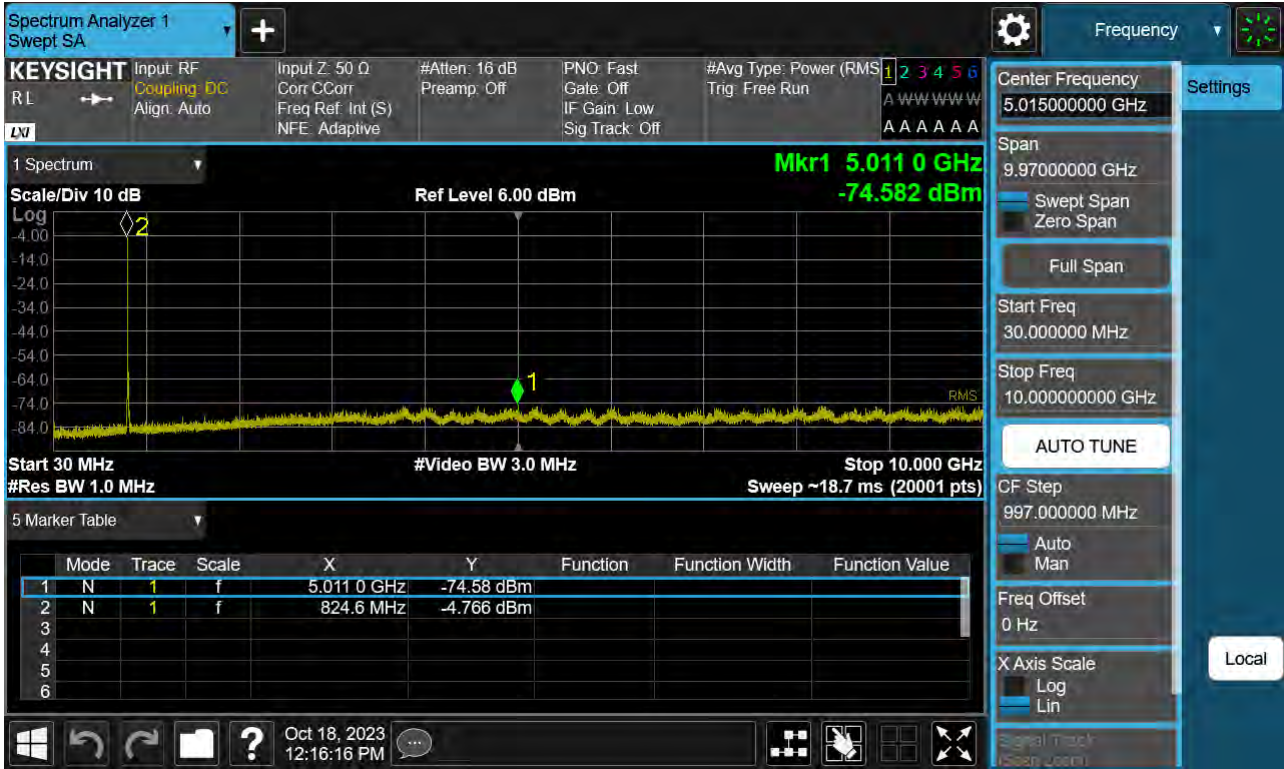 Spectrum Analyzer 1
Swept SA
Frequency
KEYSIGHT
R L
LXI
Input: RF
Coupling: DC
Align: Auto
Input Z: 50 Ω
Corr CCorr
Freq Ref: Int (S)
NFE: Adaptive
#Atten: 16 dB
Preamp: Off
PNO: Fast
Gate: Off
IF Gain: Low
Sig Track: Off
#Avg Type: Power (RMS
Trig: Free Run
1 2 3 4 5 6
A W W W W W
A A A A A A
1 Spectrum
Mkr1 5.011 0 GHz
-74.582 dBm
Scale/Div 10 dB
Ref Level 6.00 dBm
Log
-4.00
-14.0
-24.0
-34.0
-44.0
-54.0
-64.0
-74.0
-84.0
2
1
RMS
Start 30 MHz
#Video BW 3.0 MHz
Stop 10.000 GHz
#Res BW 1.0 MHz
Sweep ~18.7 ms (20001 pts)
5 Marker Table
Mode Trace Scale X Y Function Function Width Function Value
1 N 1 f 5.011 0 GHz -74.58 dBm
2 N 1 f 824.6 MHz -4.766 dBm
3
4
5
6
Oct 18, 2023
12:16:16 PM
Center Frequency
5.015000000 GHz
Span
9.97000000 GHz
Swept Span
Zero Span
Full Span
Start Freq
30.000000 MHz
Stop Freq
10.000000000 GHz
AUTO TUNE
CF Step
997.000000 MHz
Auto
Man
Freq Offset
0 Hz
X Axis Scale
Log
Lin
Signal Track
(Span Zoom)
Settings
Local